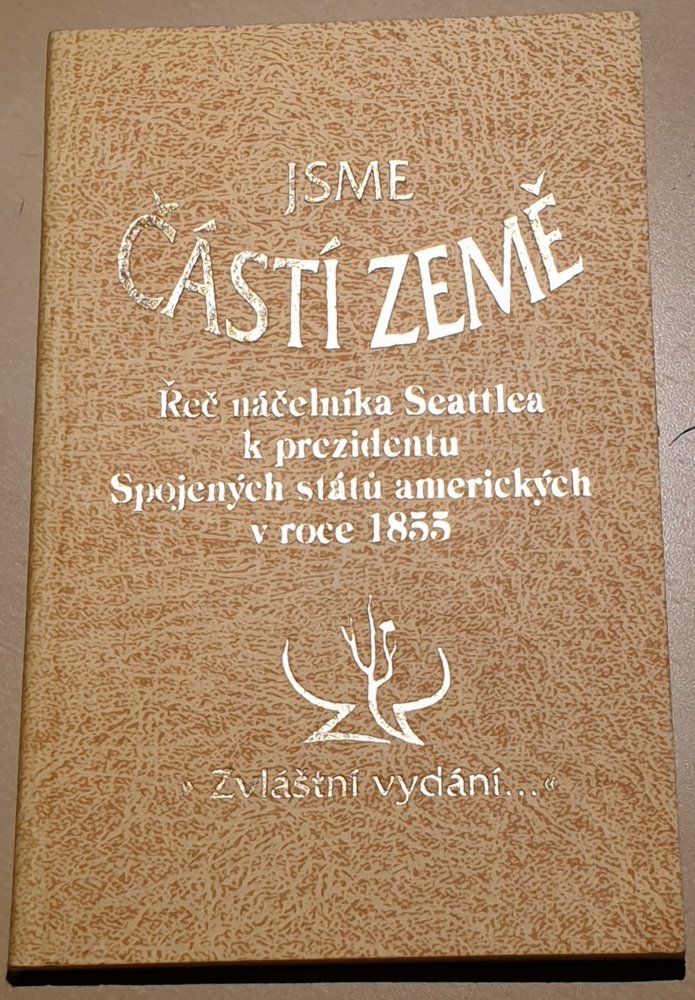 JSME
ČÁSTÍ ZEMĚ
Řeč náčelníka Seattlea
k prezidentu
Spojených států amerických
v roce 1855
» Zvláštní vydání...«